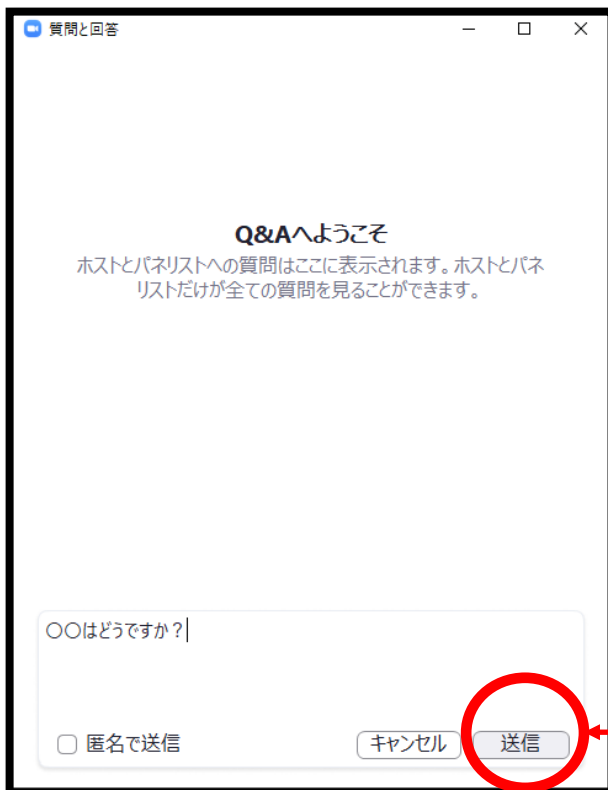 質問と回答
Q&Aへようこそ
ホストとパネリストへの質問はここに表示されます。ホストとパネ
リストだけが全ての質問を見ることができます。
〇〇はどうですか？
匿名で送信
キャンセル
送信